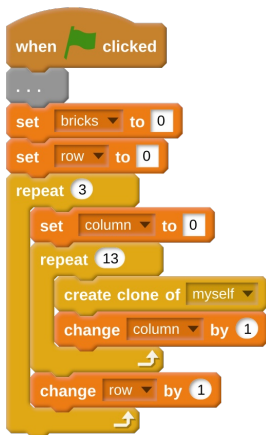 when clicked
. . .
set bricks to 0
set row to 0
repeat 3
set column to 0
repeat 13
create clone of myself
change column by 1
change row by 1